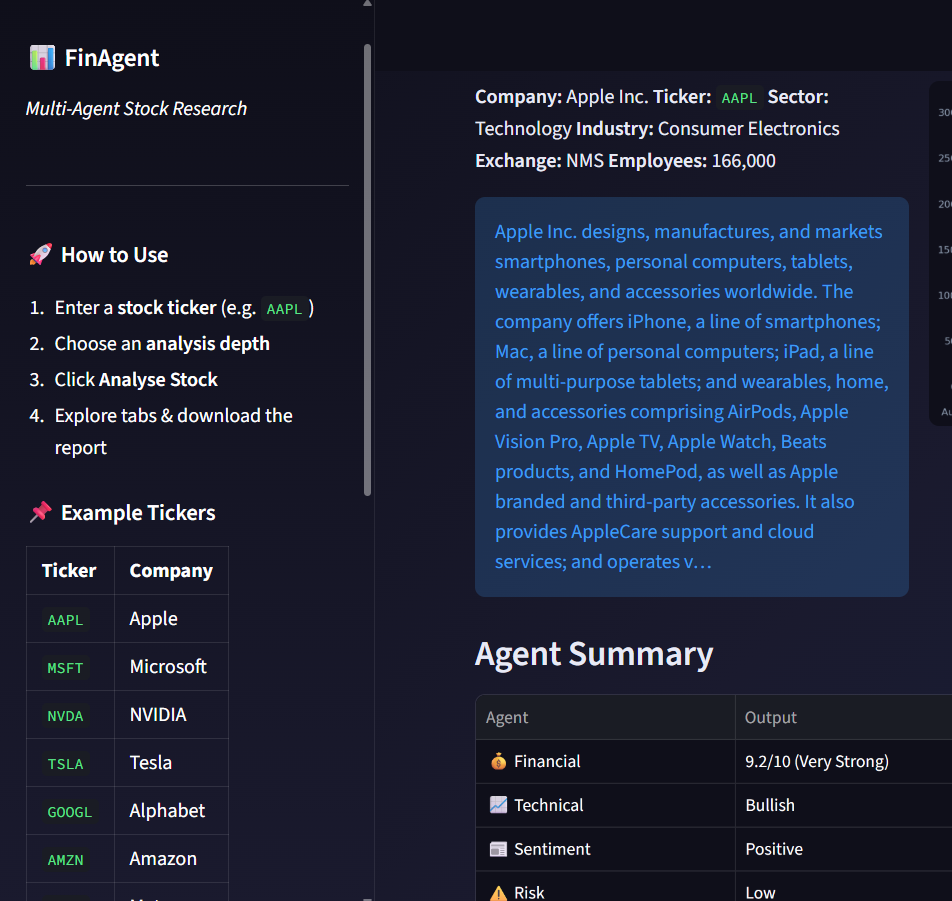 📊 FinAgent
Multi-Agent Stock Research
🚀 How to Use
1. Enter a stock ticker (e.g. AAPL )
2. Choose an analysis depth
3. Click Analyse Stock
4. Explore tabs & download the
report
📌 Example Tickers
Ticker Company
AAPL Apple
MSFT Microsoft
NVDA NVIDIA
TSLA Tesla
GOOGL Alphabet
AMZN Amazon
Company: Apple Inc. Ticker: AAPL Sector:
Technology Industry: Consumer Electronics
Exchange: NMS Employees: 166,000
Apple Inc. designs, manufactures, and markets
smartphones, personal computers, tablets,
wearables, and accessories worldwide. The
company offers iPhone, a line of smartphones;
Mac, a line of personal computers; iPad, a line
of multi-purpose tablets; and wearables, home,
and accessories comprising AirPods, Apple
Vision Pro, Apple TV, Apple Watch, Beats
products, and HomePod, as well as Apple
branded and third-party accessories. It also
provides AppleCare support and cloud
services; and operates v…
Agent Summary
Agent Output
💰 Financial 9.2/10 (Very Strong)
📈 Technical Bullish
📰 Sentiment Positive
⚠️ Risk Low